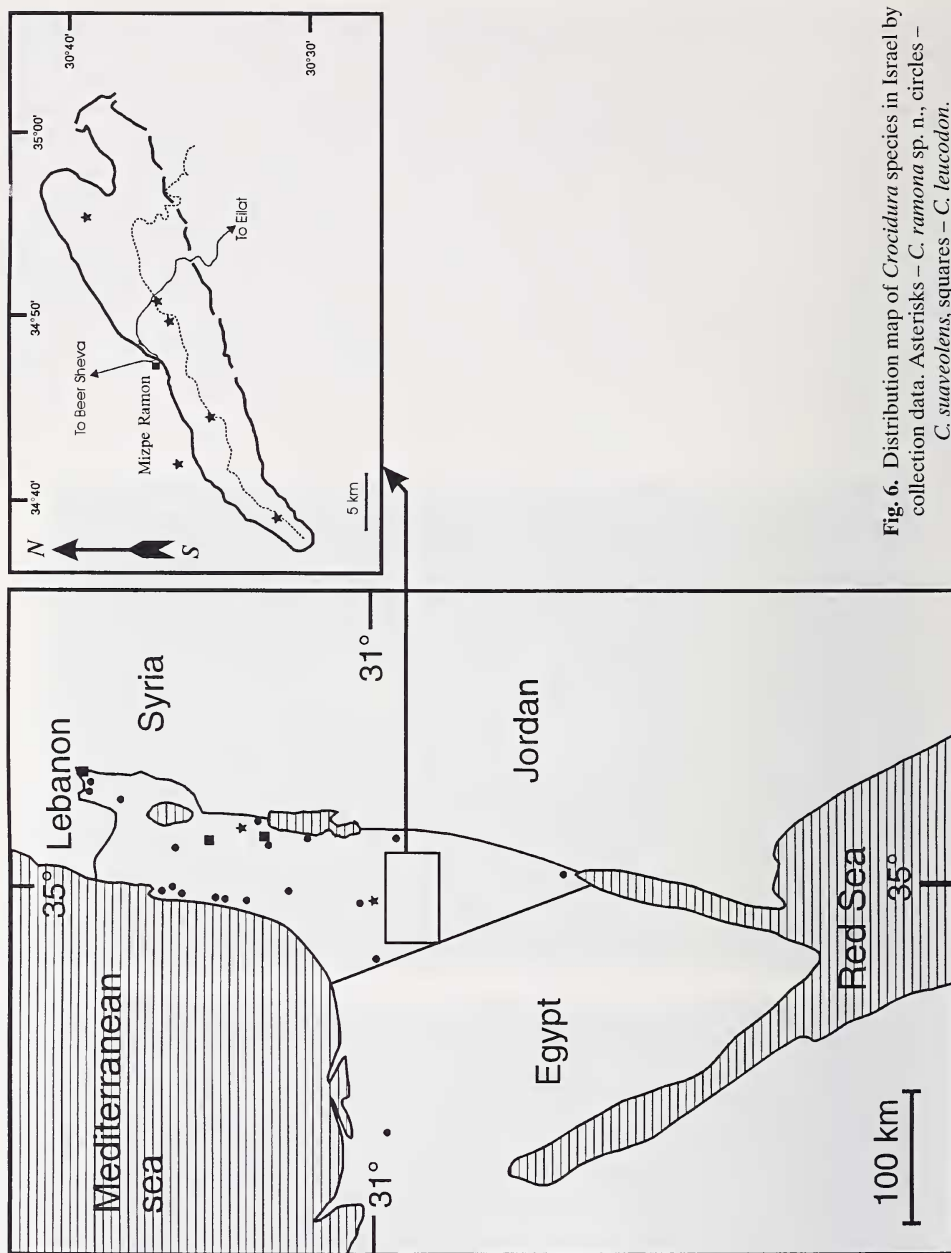 Mediterranean
sea
Lebanon
Syria
35°
31°
31°
Egypt
Jordan
Red Sea
35°
100 km
N
S
34°40'
34°50'
35°00'
30°40'
30°30'
To Beer Sheva
Mizpe Ramon
To Eilat
5 km
Fig. 6. Distribution map of Crocidura species in Israel by
collection data. Asterisks – C. ramona sp. n., circles –
C. suaveolens, squares – C. leucodon.